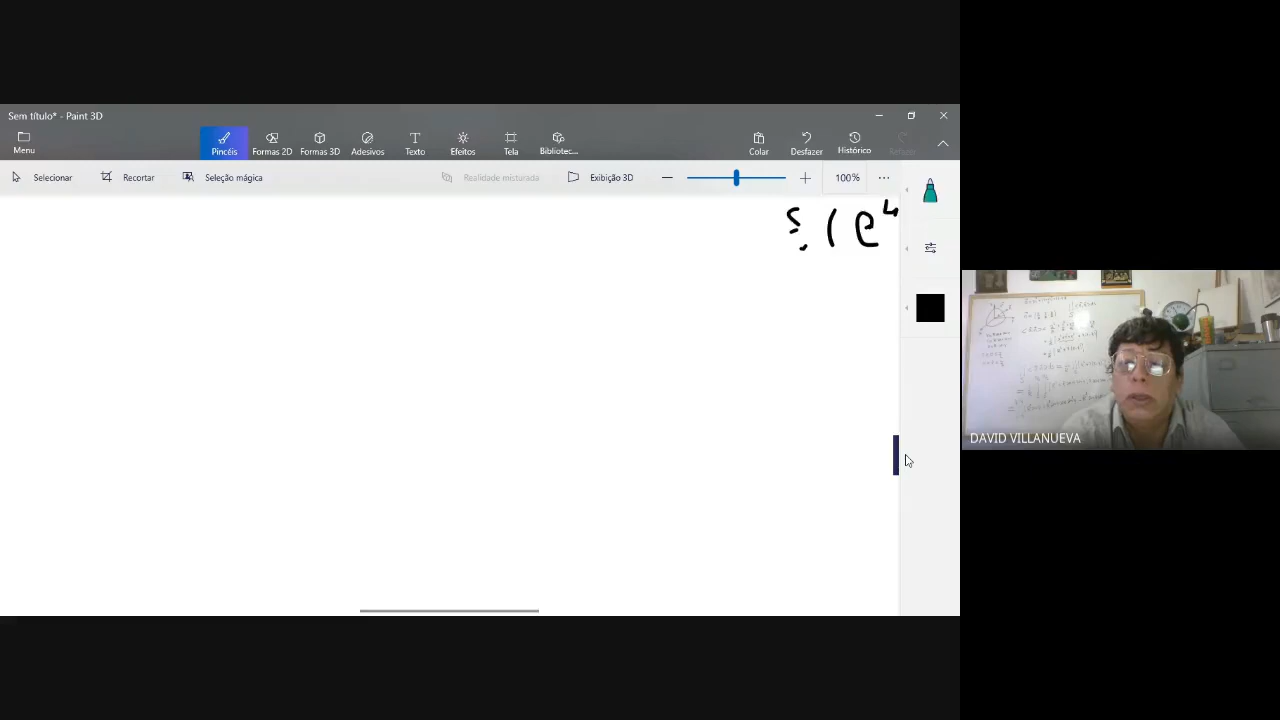 Sem título* - Paint 3D
Menu
Pincéis
Formas 2D
Formas 3D
Adesivos
Texto
Efeitos
Tela
Bibliotec...
Colar
Desfazer
Histórico
Refazer
Selecionar
Recortar
Seleção mágica
Realidade misturada
Exibição 3D
100%
DAVID VILLANUEVA